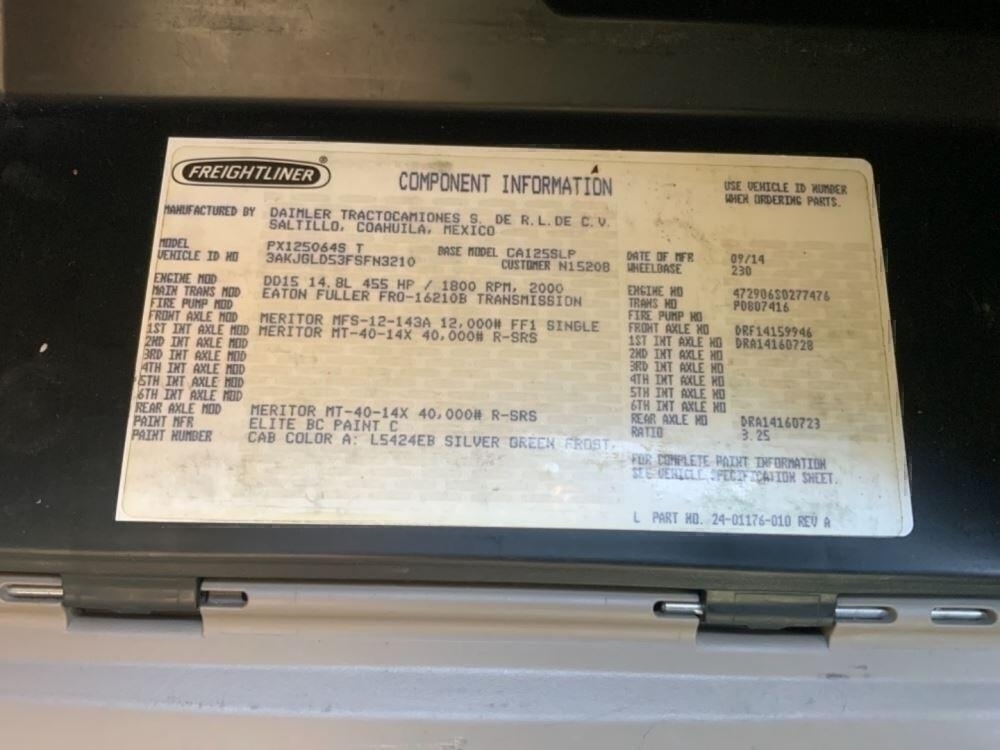 FREIGHTLINER®
COMPONENT INFORMATION
USE VEHICLE ID NUMBER
WHEN ORDERING PARTS.
MANUFACTURED BY DAIMLER TRACTOCAMIONES S. DE R.L.DE C.V.
SALTILLO, COAHUILA, MEXICO
MODEL PX125064S T BASE MODEL CA125SLP DATE OF MFR 09/14
VEHICLE ID NO 3AKJGLD53FSFN3210 CUSTOMER N15208 WHEELBASE 230
ENGINE MOD DD15 14.8L 455 HP / 1800 RPM, 2000 ENGINE NO 472906S0277476
MAIN TRANS MOD EATON FULLER FRO-16210B TRANSMISSION TRANS NO P0807416
FIRE PUMP MOD FIRE PUMP NO
FRONT AXLE MOD MERITOR MFS-12-143A 12,000# FF1 SINGLE FRONT AXLE NO DRF14159946
1ST INT AXLE MOD MERITOR MT-40-14X 40,000# R-SRS 1ST INT AXLE NO DRA14160728
2ND INT AXLE MOD 2ND INT AXLE NO
3RD INT AXLE MOD 3RD INT AXLE NO
4TH INT AXLE MOD 4TH INT AXLE NO
5TH INT AXLE MOD 5TH INT AXLE NO
6TH INT AXLE MOD 6TH INT AXLE NO
REAR AXLE MOD MERITOR MT-40-14X 40,000# R-SRS REAR AXLE NO DRA14160723
PAINT MFR ELITE BC PAINT C RATIO 3.25
PAINT NUMBER CAB COLOR A: L5424EB SILVER GREEN FROST,
FOR COMPLETE PAINT INFORMATION
SEE VEHICLE SPECIFICATION SHEET.
L PART NO. 24-01176-010 REV A